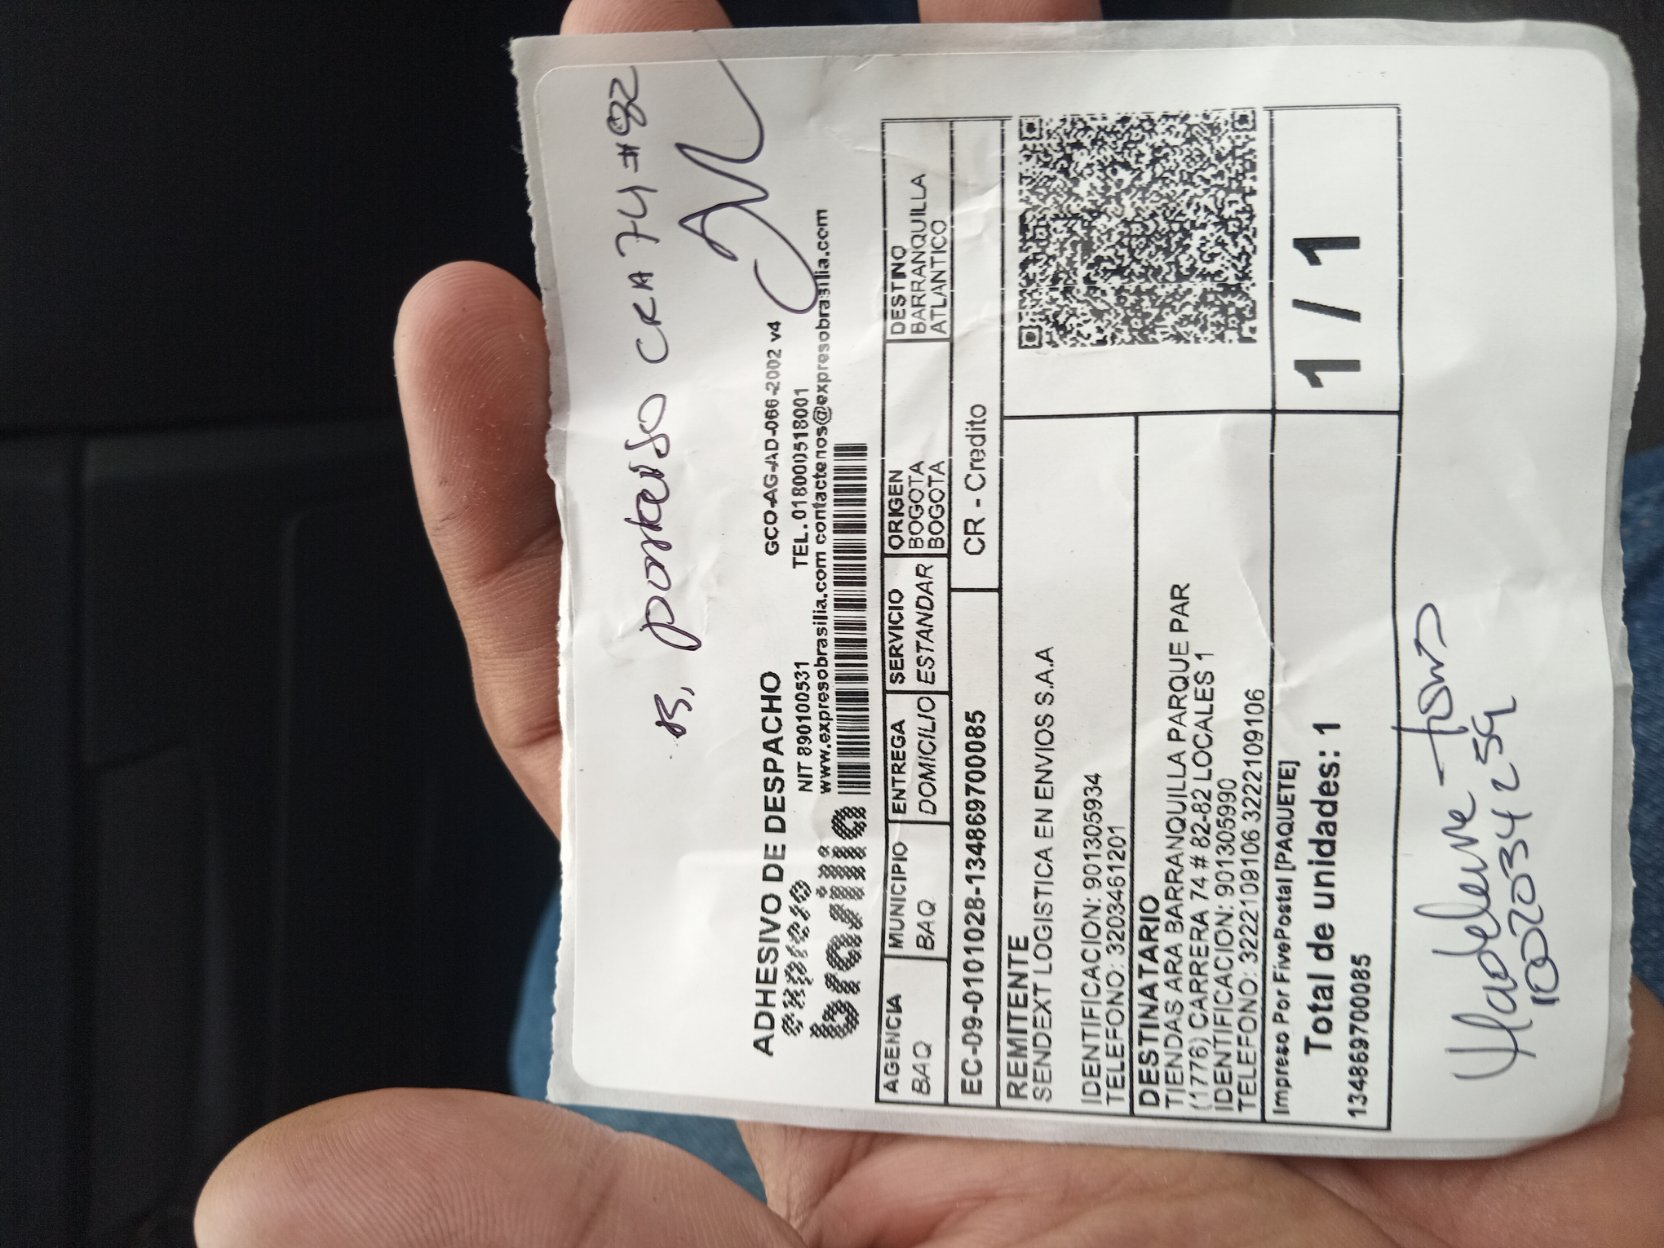 CRA 74 # 82
ADHESIVO DE DESPACHO
GCO-AG-AD-066-2002 v4
expreso
brasilia
NIT 890100531
TEL. 018000518001
www.expresobrasilia.com contactenos@expresobrasilia.com
AGENCIA MUNICIPIO ENTREGA SERVICIO ORIGEN DESTINO
BAQ BAQ DOMICILIO ESTANDAR BOGOTA BARRANQUILLA
BOGOTA ATLANTICO
EC-09-0101028-1348697000085 CR - Credito
REMITENTE
SENDEXT LOGISTICA EN ENVIOS S.A.A
IDENTIFICACION: 901305934
TELEFONO: 3203461201
DESTINATARIO
TIENDAS ARA BARRANQUILLA PARQUE PAR
(1776) CARRERA 74 # 82-82 LOCALES 1
IDENTIFICACION: 901305990
TELEFONO: 3222109106 3222109106
Impreso Por FivePostal [PAQUETE]
Total de unidades: 1
1 / 1
1348697000085